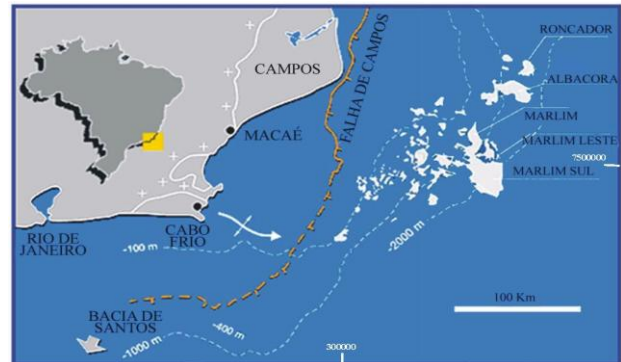 RONCADOR
CAMPOS
ALBACORA
FALHA DE CAMPOS
MARLIM
MACAÉ
MARLIM LESTE
7500000
MARLIM SUL
CABO
FRIO
RIO DE
JANEIRO
-100 m
-2000 m
100 Km
BACIA DE
SANTOS
-400 m
-1000 m
300000